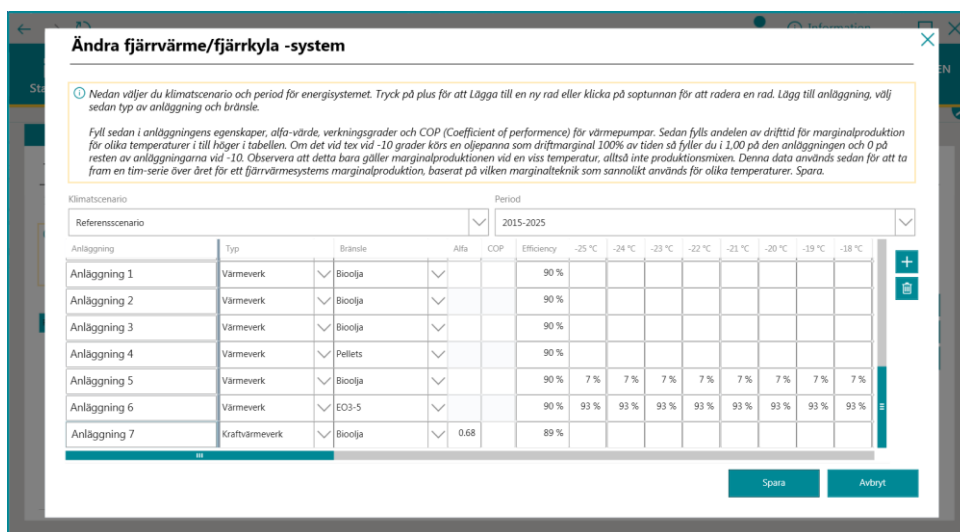 Information
Ändra fjärrvärme/fjärrkyla -system
Nedan väljer du klimatscenario och period för energisystemet. Tryck på plus för att Lägga till en ny rad eller klicka på soptunnan för att radera en rad. Lägg till anläggning, välj
sedan typ av anläggning och bränsle.
Fyll sedan i anläggningens egenskaper, alfa-värde, verkningsgrader och COP (Coefficient of performence) för värmepumpar. Sedan fylls andelen av drifttid för marginalproduktion
för olika temperaturer i till höger i tabellen. Om det vid tex vid -10 grader körs en oljepanna som driftmarginal 100% av tiden så fyller du i 1,00 på den anläggningen och 0 på
resten av anläggningarna vid -10. Observera att detta bara gäller marginalproduktionen vid en viss temperatur, alltså inte produktionsmixen. Denna data används sedan för att ta
fram en tim-serie över året för ett fjärrvärmesystems marginalproduktion, baserat på vilken marginalteknik som sannolikt används för olika temperaturer. Spara.
Klimatscenario Period
Referensscenario 2015-2025
Anläggning Typ Bränsle Alfa COP Efficiency -25 °C -24 °C -23 °C -22 °C -21 °C -20 °C -19 °C -18 °C
Anläggning 1 Värmeverk Bioolja 90 %
Anläggning 2 Värmeverk Bioolja 90 %
Anläggning 3 Värmeverk Bioolja 90 %
Anläggning 4 Värmeverk Pellets 90 %
Anläggning 5 Värmeverk Bioolja 90 % 7 % 7 % 7 % 7 % 7 % 7 % 7 % 7 %
Anläggning 6 Värmeverk EO3-5 90 % 93 % 93 % 93 % 93 % 93 % 93 % 93 % 93 %
Anläggning 7 Kraftvärmeverk Bioolja 0.68 89 %
Spara Avbryt